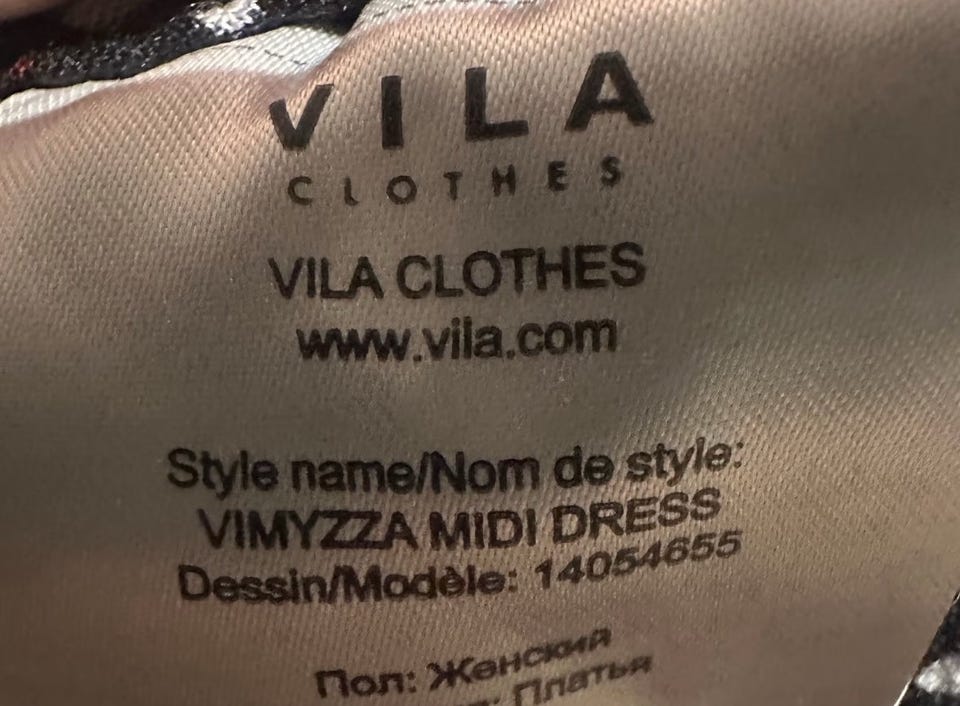 VILA
CLOTHES
VILA CLOTHES
www.vila.com
Style name/Nom de style:
VIMYZZA MIDI DRESS
Dessin/Modèle: 14054655
Пол: Женский
Платья